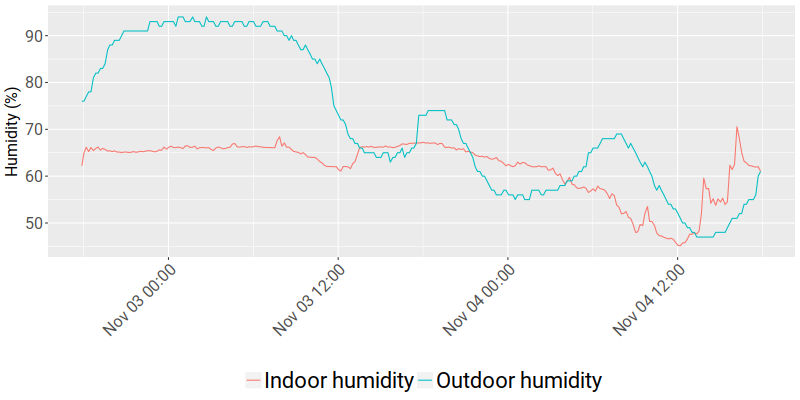 Humidity (%)
90
80
70
60
50
Nov 03 00:00
Nov 03 12:00
Nov 04 00:00
Nov 04 12:00
Indoor humidity
Outdoor humidity